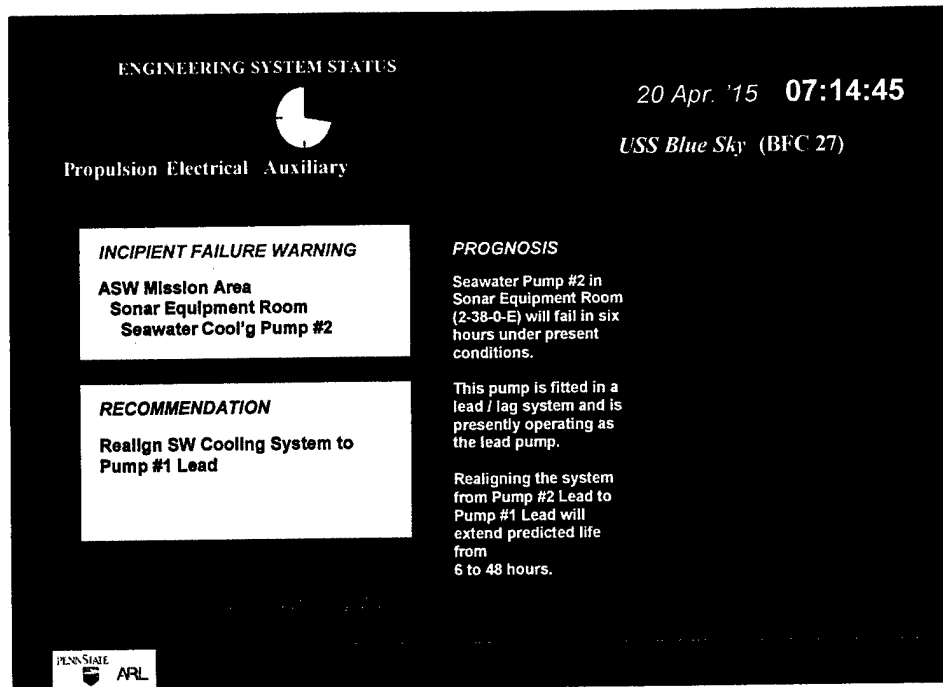 ENGINEERING SYSTEM STATUS
20 Apr. '15 07:14:45
USS Blue Sky (BFC 27)
Propulsion Electrical Auxiliary
INCIPIENT FAILURE WARNING
ASW Mission Area
Sonar Equipment Room
Seawater Cool'g Pump #2
RECOMMENDATION
Realign SW Cooling System to
Pump #1 Lead
PROGNOSIS
Seawater Pump #2 in
Sonar Equipment Room
(2-38-0-E) will fail in six
hours under present
conditions.
This pump is fitted in a
lead / lag system and is
presently operating as
the lead pump.
Realigning the system
from Pump #2 Lead to
Pump #1 Lead will
extend predicted life
from
6 to 48 hours.
PENNSTATE
ARL